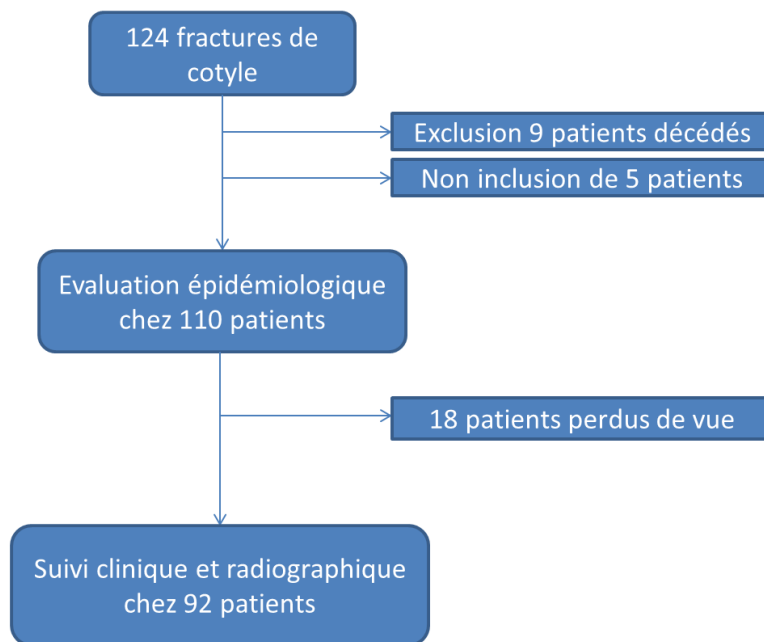 124 fractures de
cotyle
Exclusion 9 patients décédés
Non inclusion de 5 patients
Evaluation épidémiologique
chez 110 patients
18 patients perdus de vue
Suivi clinique et radiographique
chez 92 patients